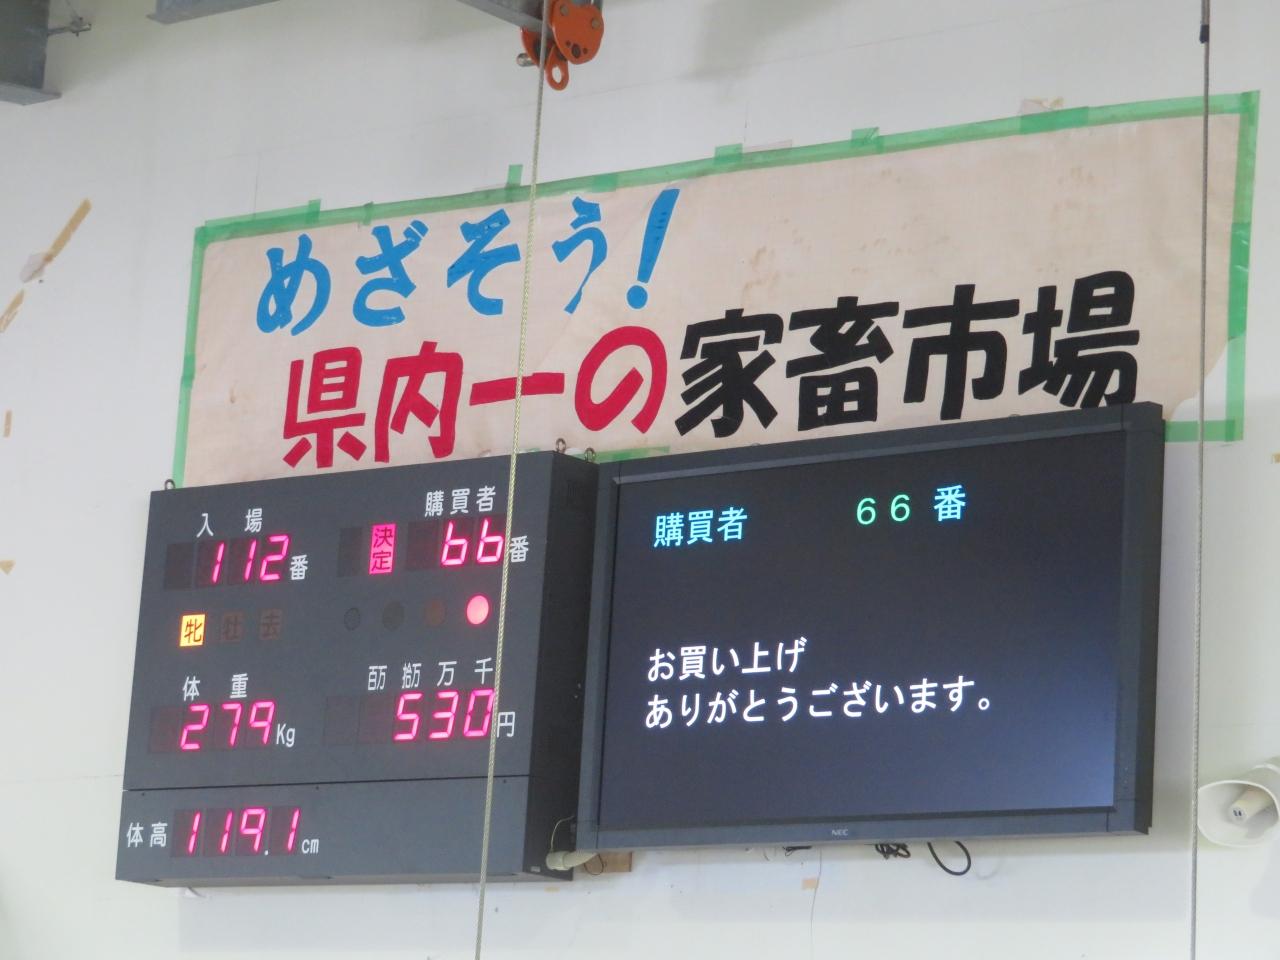 めざそう!
県内一の家畜市場
入場 購買者
112番 決定 66番
牝 牡 去
体重 百万 拾万 万 千
279Kg 530円
体高 119.1cm
購買者 66番
お買い上げ
ありがとうございます。
NEC